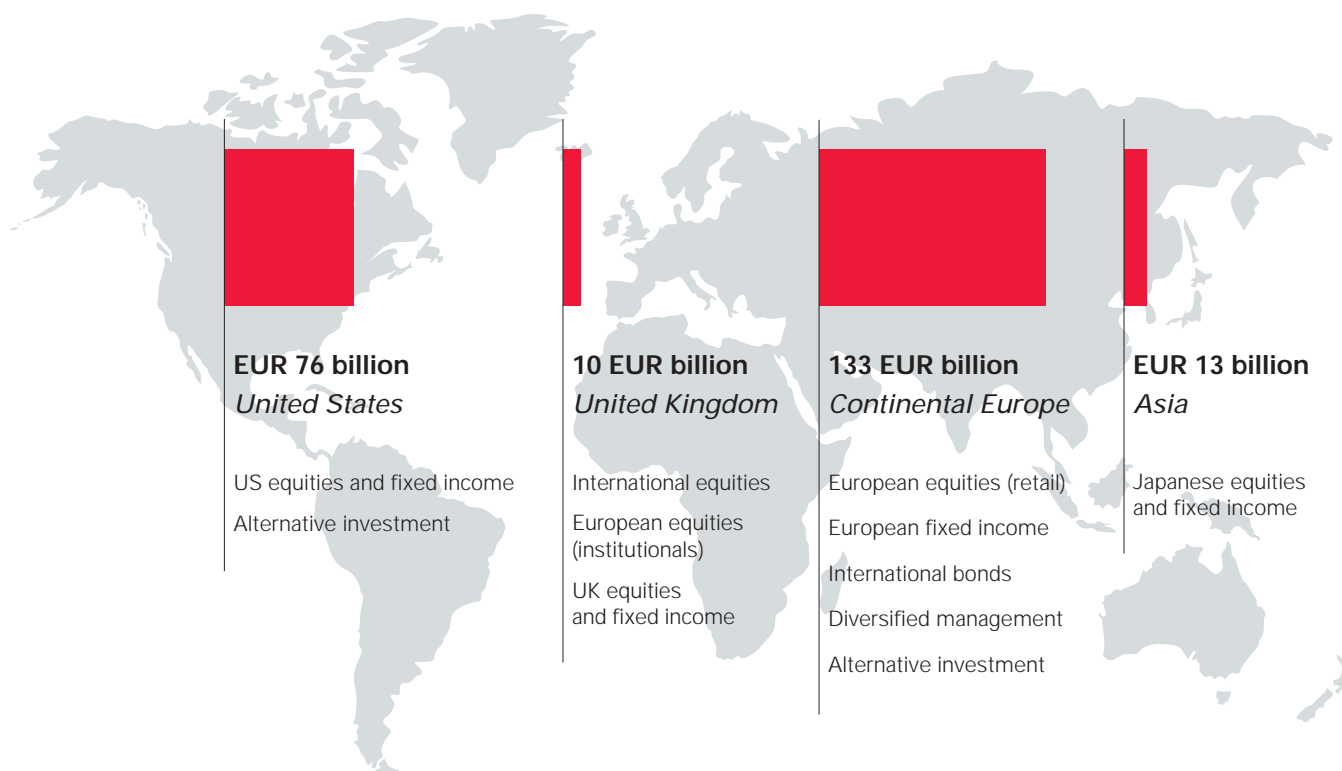 EUR 76 billion
United States
US equities and fixed income
Alternative investment
10 EUR billion
United Kingdom
International equities
European equities
(institutionals)
UK equities
and fixed income
133 EUR billion
Continental Europe
European equities (retail)
European fixed income
International bonds
Diversified management
Alternative investment
EUR 13 billion
Asia
Japanese equities
and fixed income